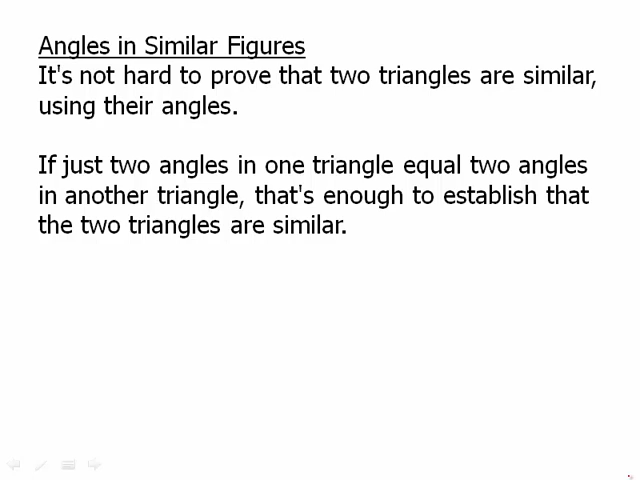 Angles in Similar Figures
It's not hard to prove that two triangles are similar,
using their angles.
If just two angles in one triangle equal two angles
in another triangle, that's enough to establish that
the two triangles are similar.